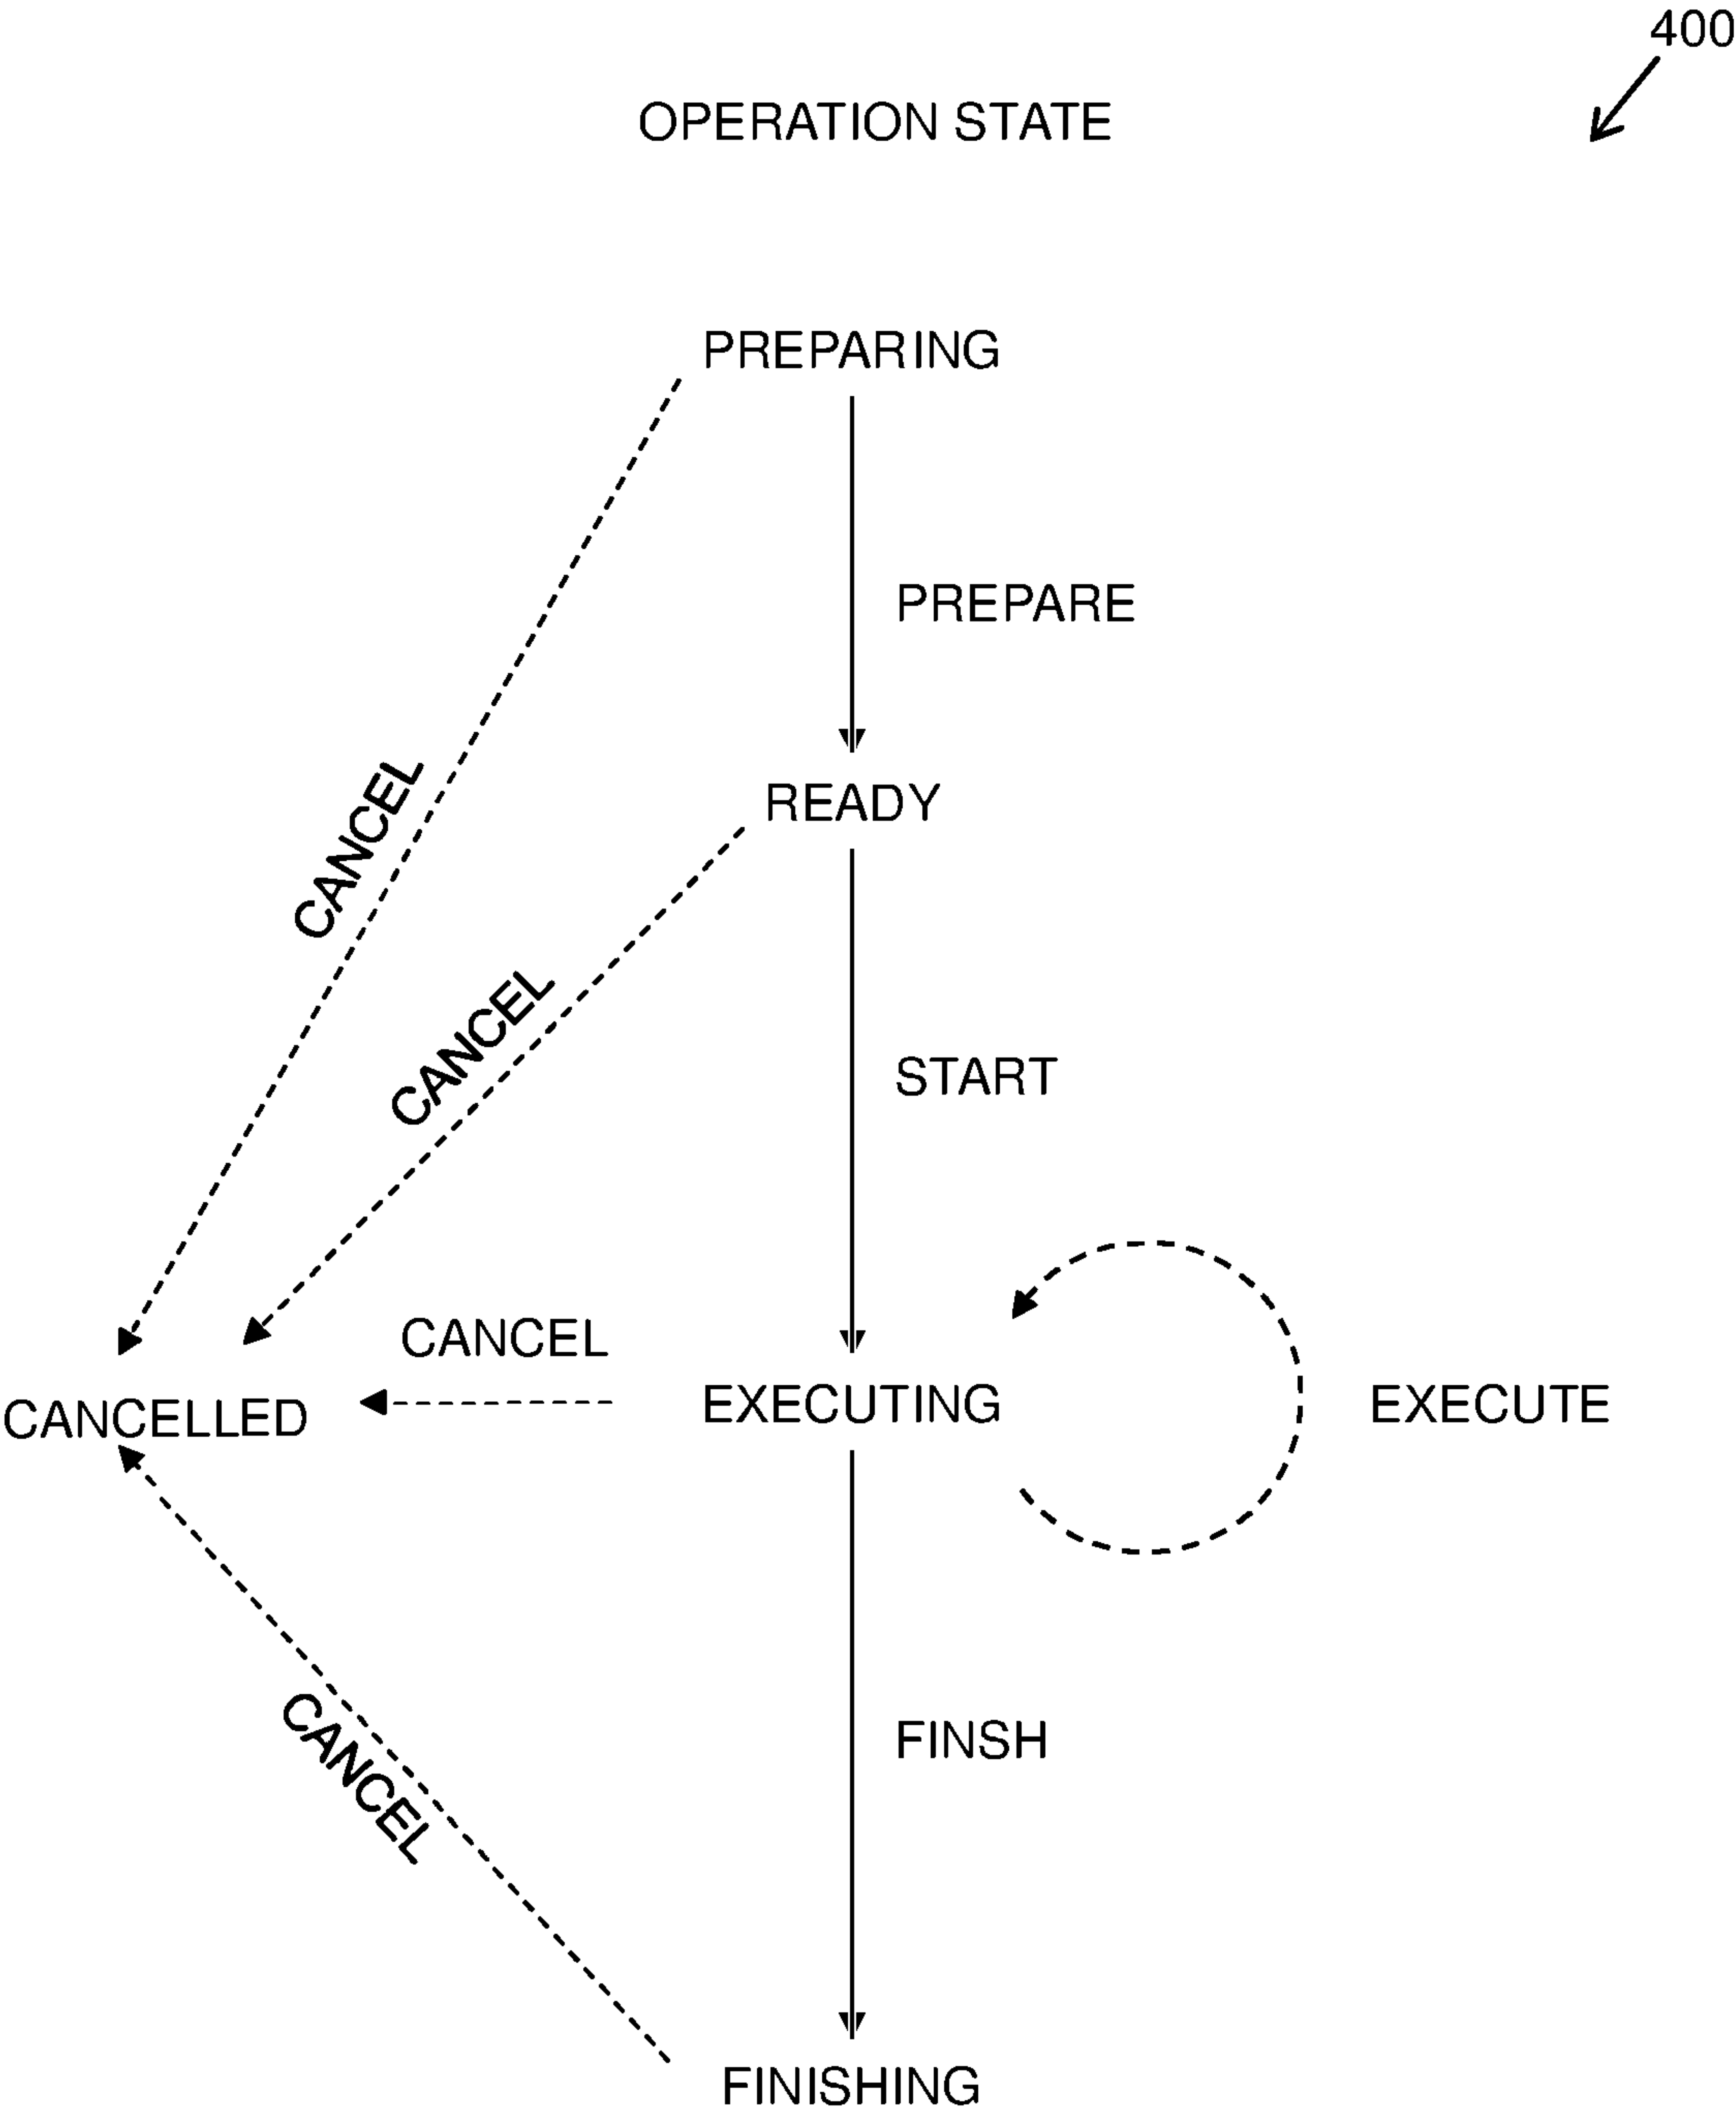 400
OPERATION STATE
PREPARING
PREPARE
CANCEL
READY
CANCEL
START
CANCEL
CANCELLED
EXECUTING
EXECUTE
FINSH
CANCEL
FINISHING